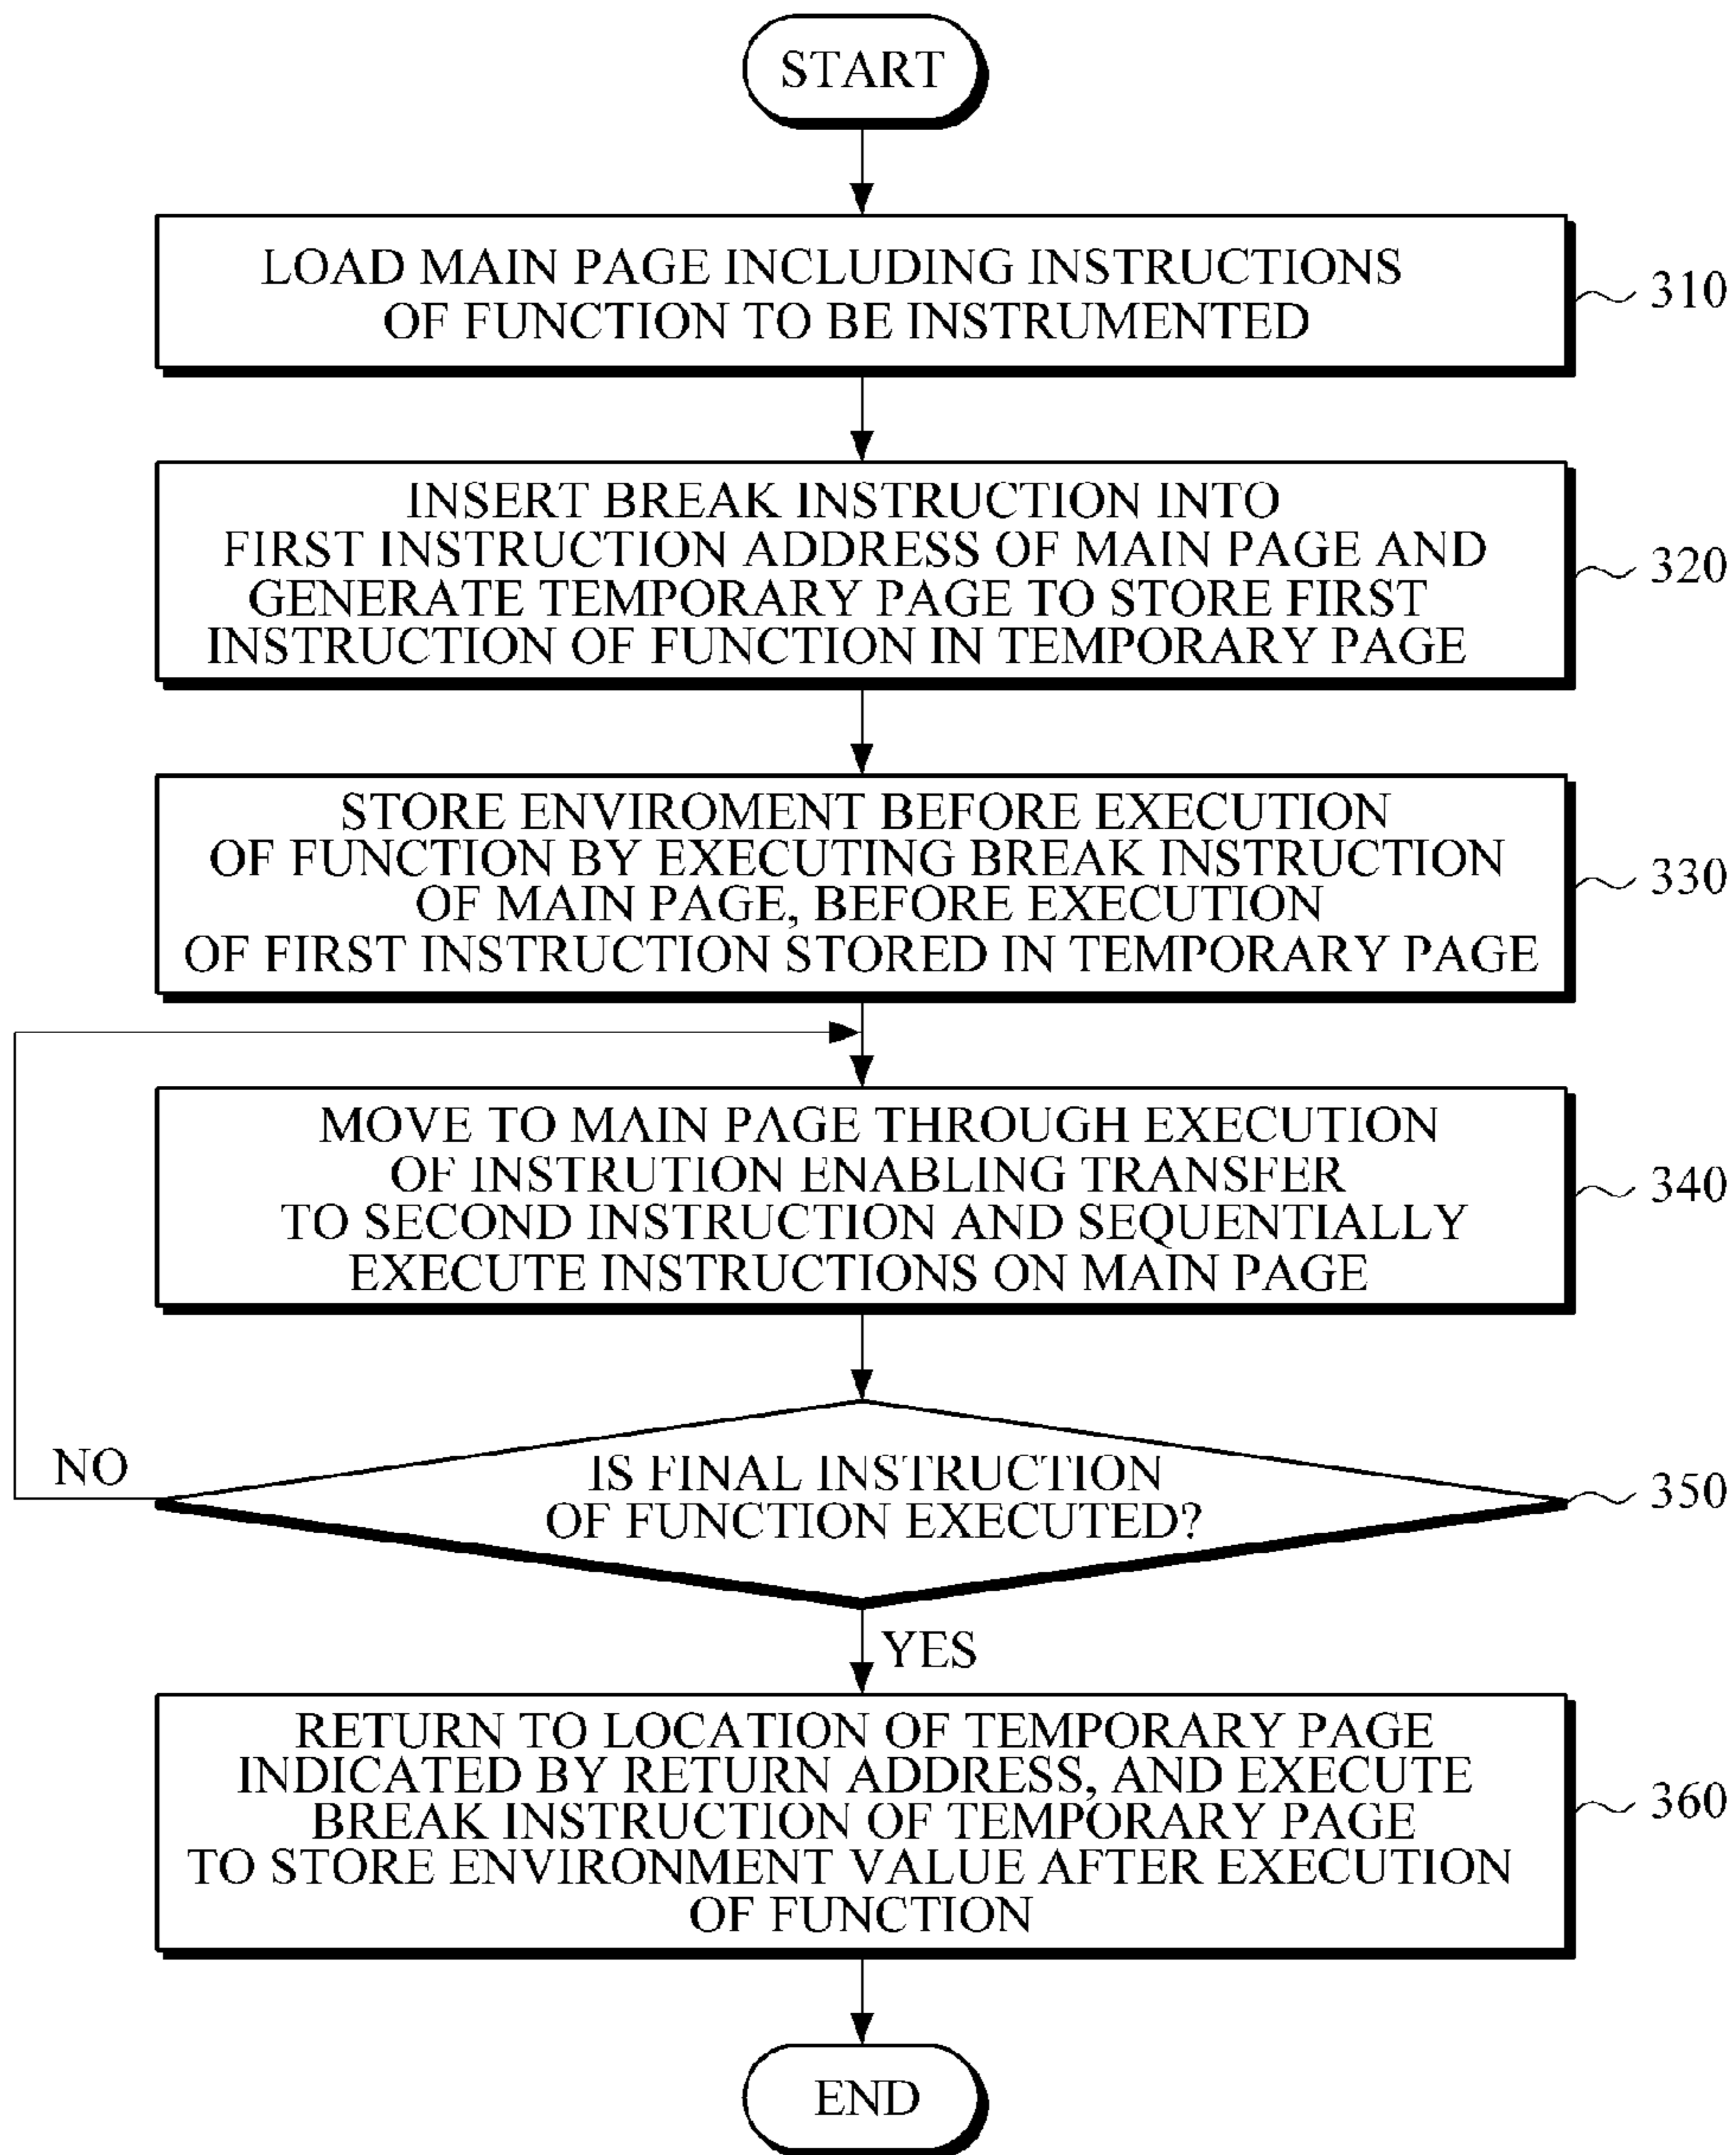 START
LOAD MAIN PAGE INCLUDING INSTRUCTIONS
OF FUNCTION TO BE INSTRUMENTED
310
INSERT BREAK INSTRUCTION INTO
FIRST INSTRUCTION ADDRESS OF MAIN PAGE AND
GENERATE TEMPORARY PAGE TO STORE FIRST
INSTRUCTION OF FUNCTION IN TEMPORARY PAGE
320
STORE ENVIROMENT BEFORE EXECUTION
OF FUNCTION BY EXECUTING BREAK INSTRUCTION
OF MAIN PAGE, BEFORE EXECUTION
OF FIRST INSTRUCTION STORED IN TEMPORARY PAGE
330
MOVE TO MAIN PAGE THROUGH EXECUTION
OF INSTRUTION ENABLING TRANSFER
TO SECOND INSTRUCTION AND SEQUENTIALLY
EXECUTE INSTRUCTIONS ON MAIN PAGE
340
NO
IS FINAL INSTRUCTION
OF FUNCTION EXECUTED?
350
YES
RETURN TO LOCATION OF TEMPORARY PAGE
INDICATED BY RETURN ADDRESS, AND EXECUTE
BREAK INSTRUCTION OF TEMPORARY PAGE
TO STORE ENVIRONMENT VALUE AFTER EXECUTION
OF FUNCTION
360
END